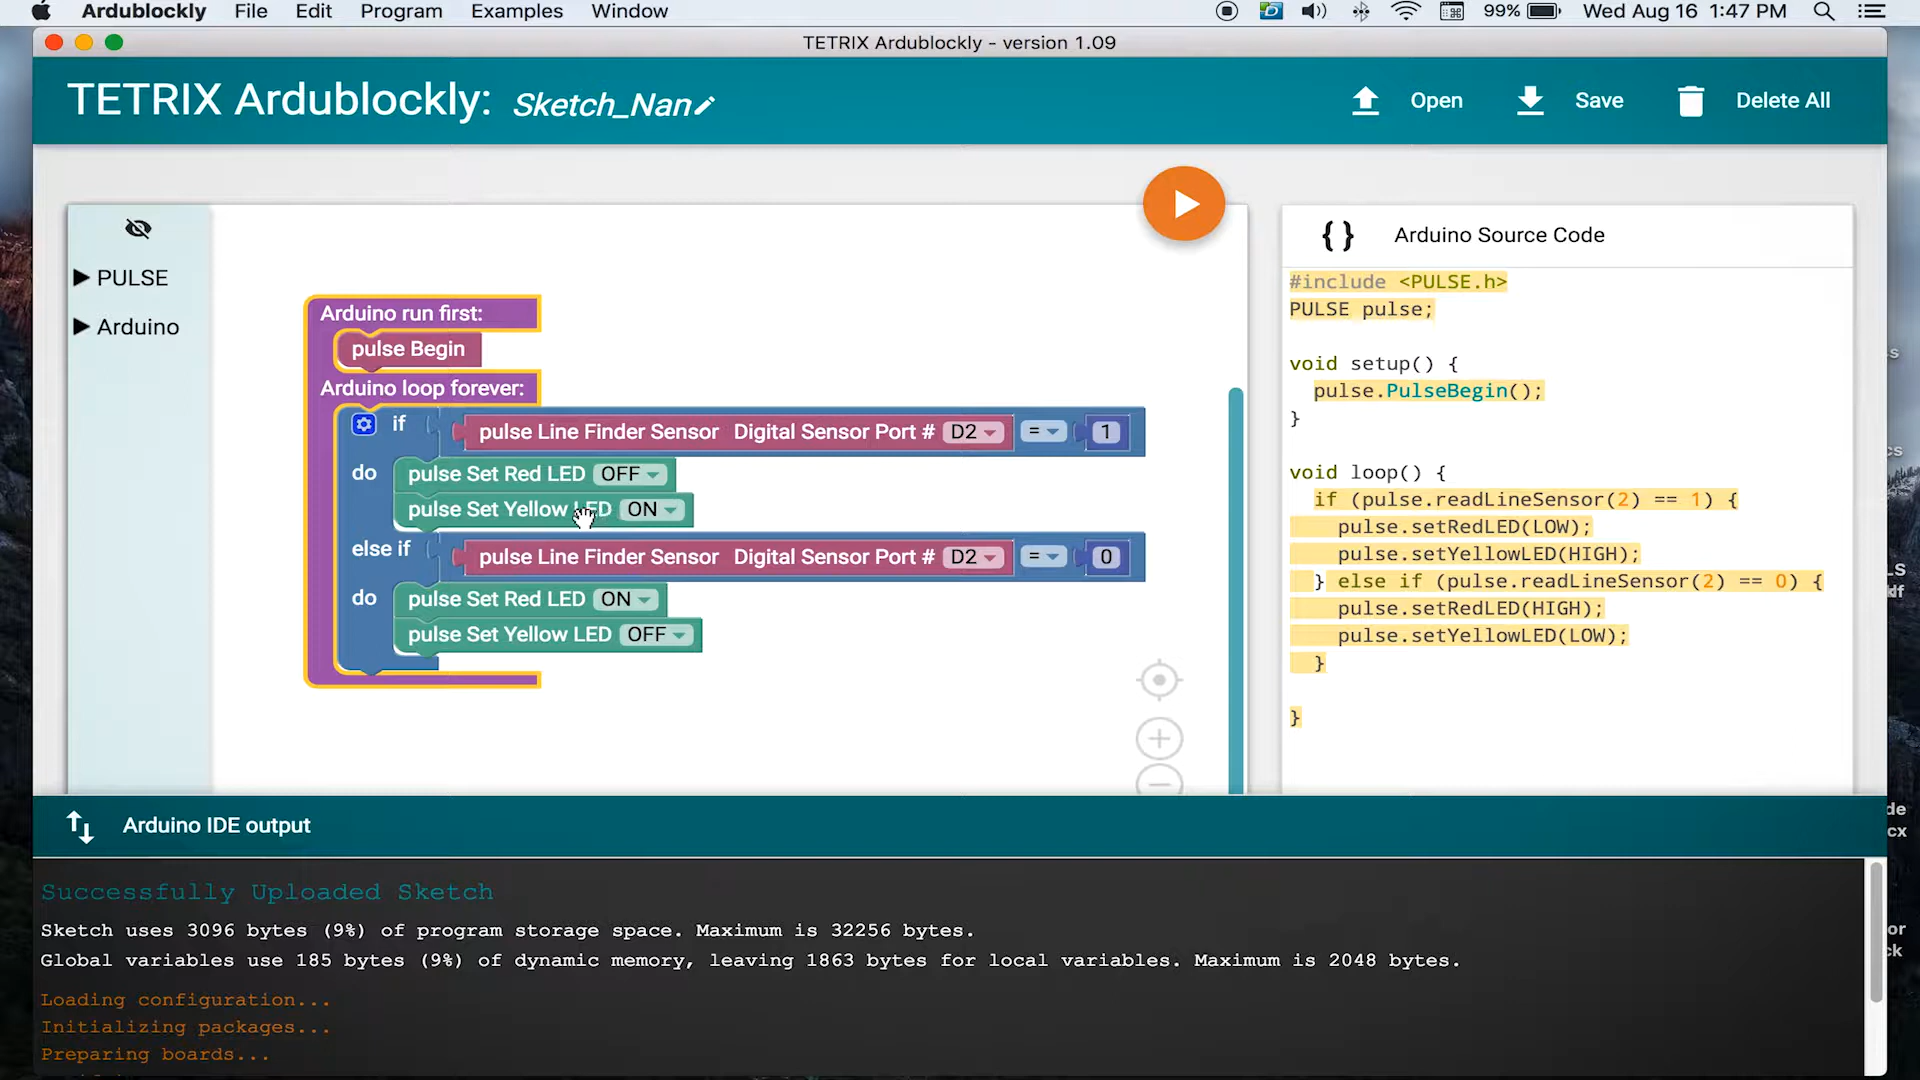 Ardublockly File Edit Program Examples Window 99% Wed Aug 16 1:47 PM
TETRIX Ardublockly - version 1.09
TETRIX Ardublockly: Sketch_Nan Open Save Delete All
PULSE
Arduino
Arduino run first:
pulse Begin
Arduino loop forever:
if pulse Line Finder Sensor Digital Sensor Port # D2 = 1
do pulse Set Red LED OFF
pulse Set Yellow LED ON
else if pulse Line Finder Sensor Digital Sensor Port # D2 = 0
do pulse Set Red LED ON
pulse Set Yellow LED OFF
{} Arduino Source Code
#include <PULSE.h>
PULSE pulse;
void setup() {
pulse.PulseBegin();
}
void loop() {
if (pulse.readLineSensor(2) == 1) {
pulse.setRedLED(LOW);
pulse.setYellowLED(HIGH);
} else if (pulse.readLineSensor(2) == 0) {
pulse.setRedLED(HIGH);
pulse.setYellowLED(LOW);
}
}
Arduino IDE output
Successfully Uploaded Sketch
Sketch uses 3096 bytes (9%) of program storage space. Maximum is 32256 bytes.
Global variables use 185 bytes (9%) of dynamic memory, leaving 1863 bytes for local variables. Maximum is 2048 bytes.
Loading configuration...
Initializing packages...
Preparing boards...